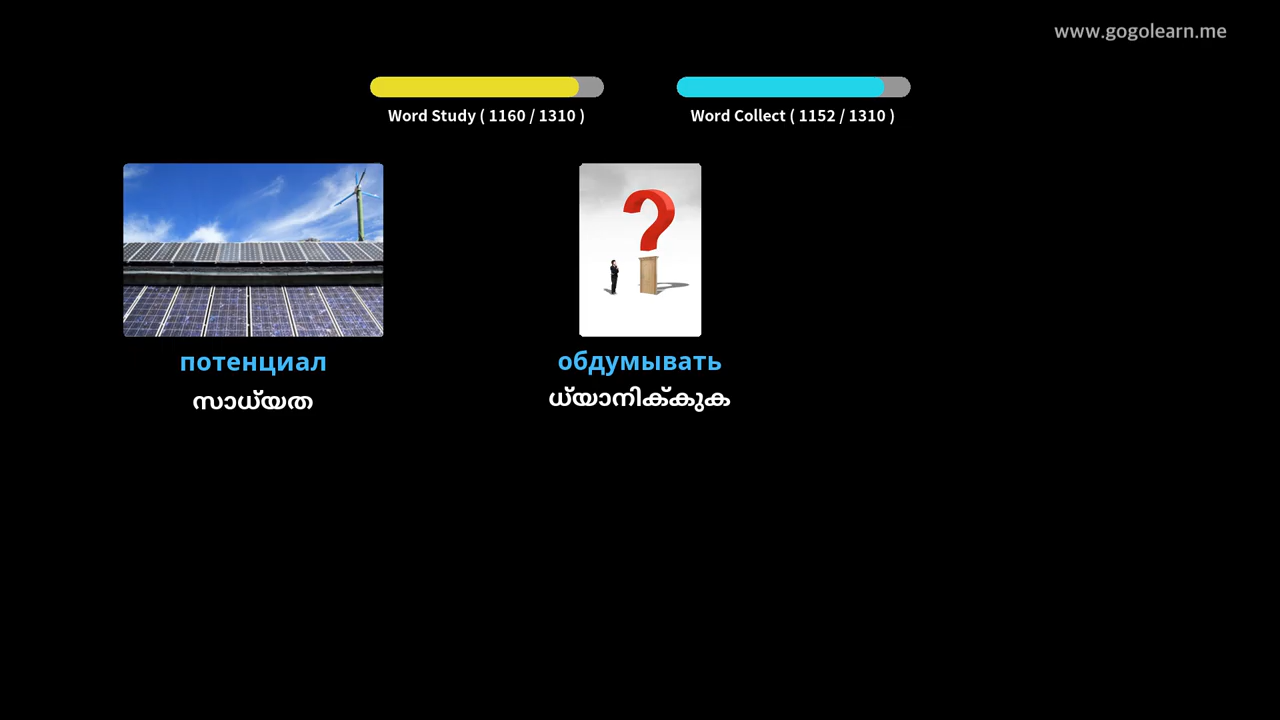 www.gogolearn.me
Word Study ( 1160 / 1310 )
Word Collect ( 1152 / 1310 )
потенциал
обдумывать
സാധ്യത
ധ്യാനിക്കുക